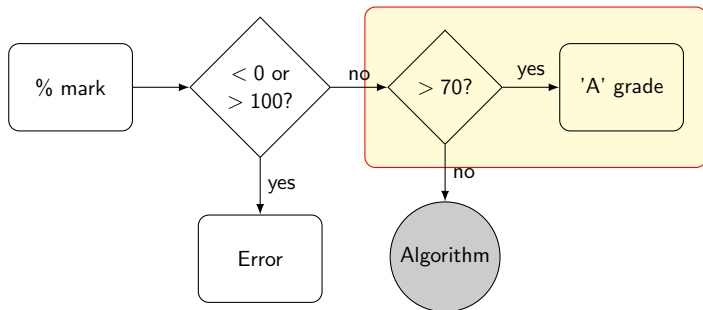 % mark
< 0 or
> 100?
no
> 70?
yes
'A' grade
yes
no
Error
Algorithm